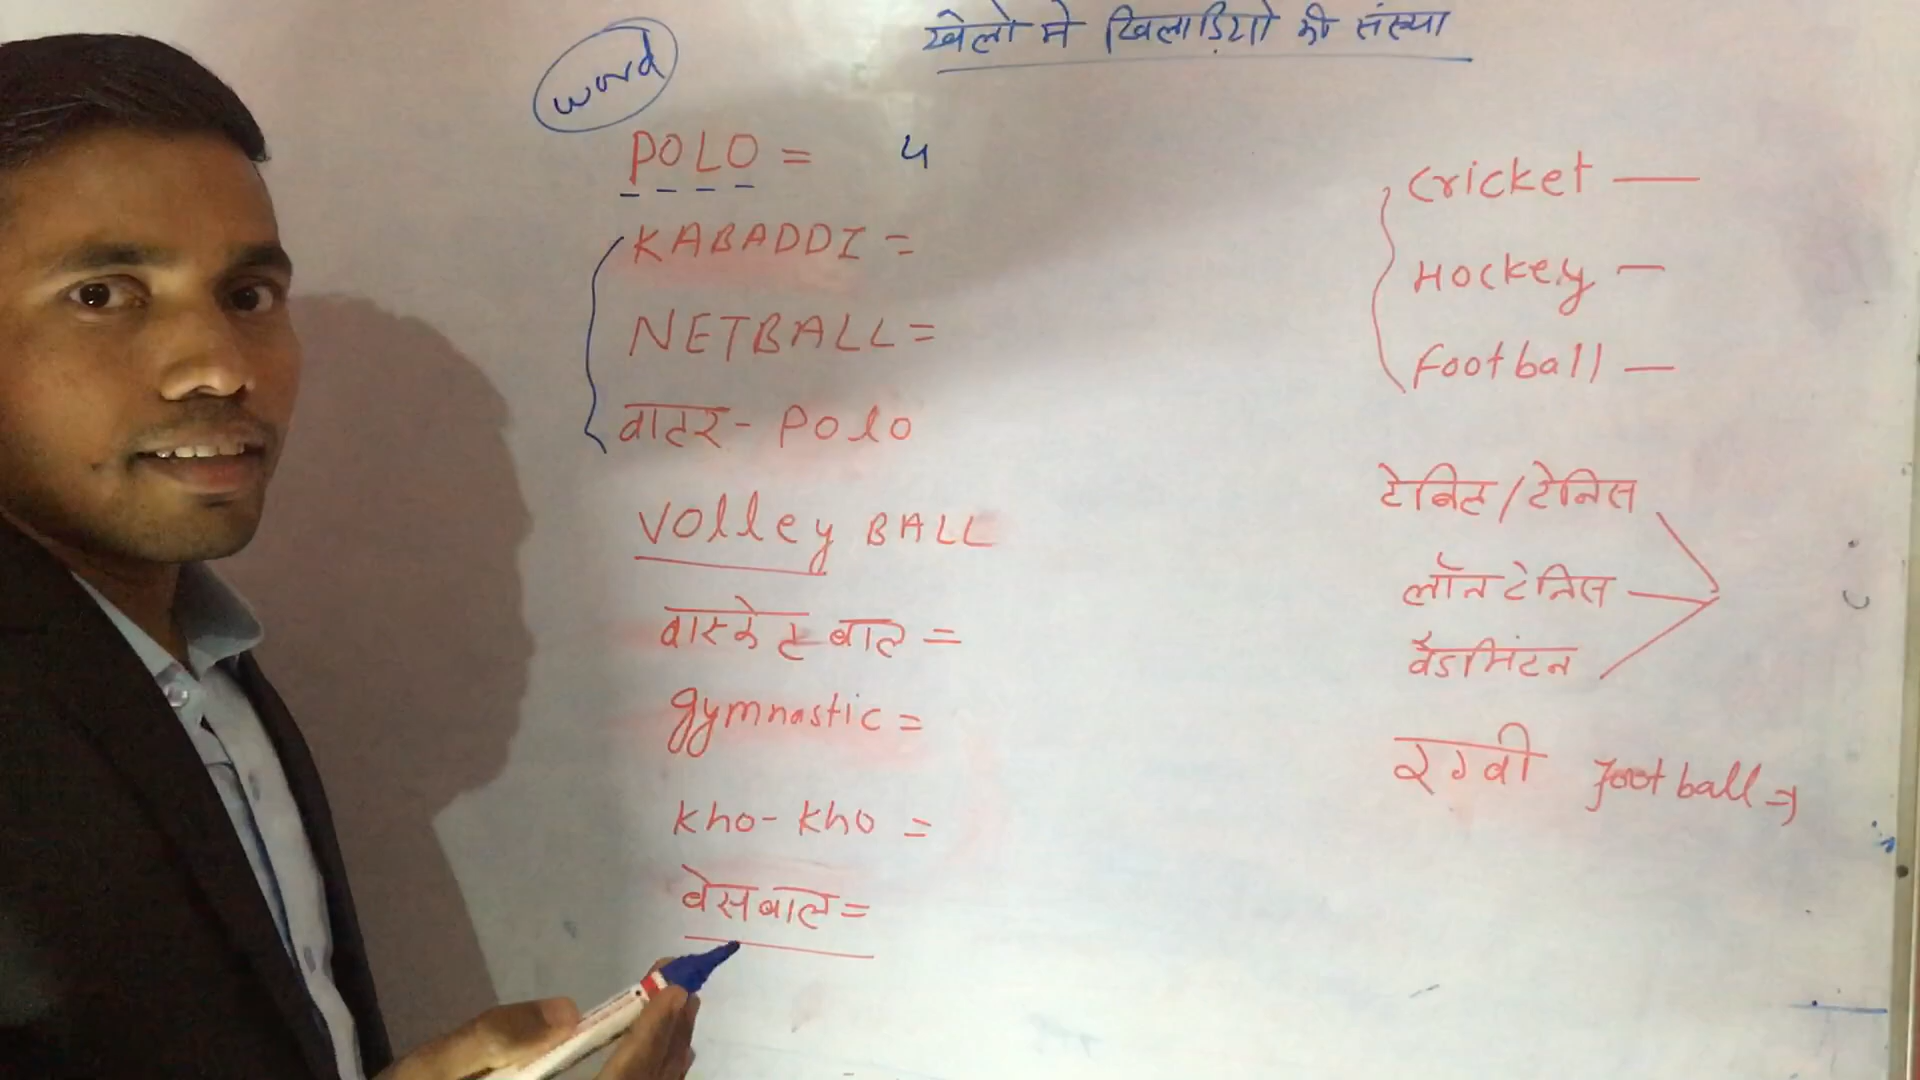 खेलो मे खिलाडियो की संख्या
word
POLO = 4
KABADDI =
NETBALL =
वाटर - Polo
Volley BALL
वास्केट बाल =
gymnastic =
kho - kho =
वेसबाल =
Cricket —
Hockey —
Football —
टेबिल / टेनिस
लॉन टेनिस
वैडमिंटन
रगवी football ⇒